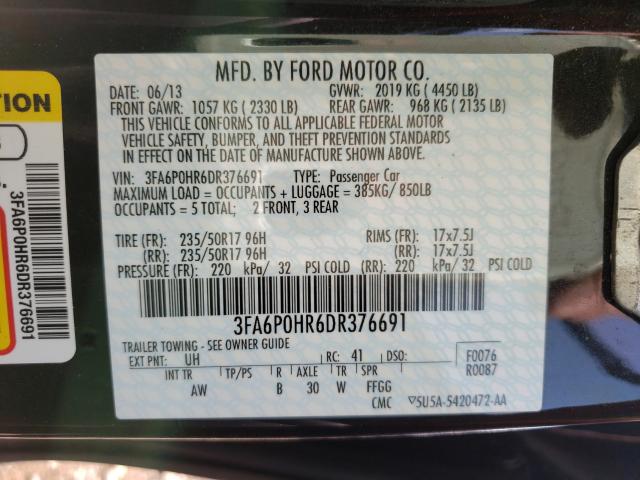 MFD. BY FORD MOTOR CO.
DATE: 06/13 GVWR: 2019 KG ( 4450 LB)
FRONT GAWR: 1057 KG ( 2330 LB) REAR GAWR: 968 KG ( 2135 LB)
THIS VEHICLE CONFORMS TO ALL APPLICABLE FEDERAL MOTOR
VEHICLE SAFETY, BUMPER, AND THEFT PREVENTION STANDARDS
IN EFFECT ON THE DATE OF MANUFACTURE SHOWN ABOVE.
VIN: 3FA6P0HR6DR376691 TYPE: Passenger Car
MAXIMUM LOAD = OCCUPANTS + LUGGAGE = 385KG/ 850LB
OCCUPANTS = 5 TOTAL; 2 FRONT, 3 REAR
TIRE (FR): 235/50R17 96H RIMS (FR): 17x7.5J
(RR): 235/50R17 96H (RR): 17x7.5J
PRESSURE (FR): 220 kPa/ 32 PSI COLD (RR): 220 kPa/ 32 PSI COLD
3FA6P0HR6DR376691
TRAILER TOWING - SEE OWNER GUIDE
EXT PNT: UH RC: 41 DSO: F0076
R0087
INT TR TP/PS R AXLE TR SPR
AW B 30 W FFGG
CMC 5U5A-5420472-AA
TION
3FA6P0HR6DR376691